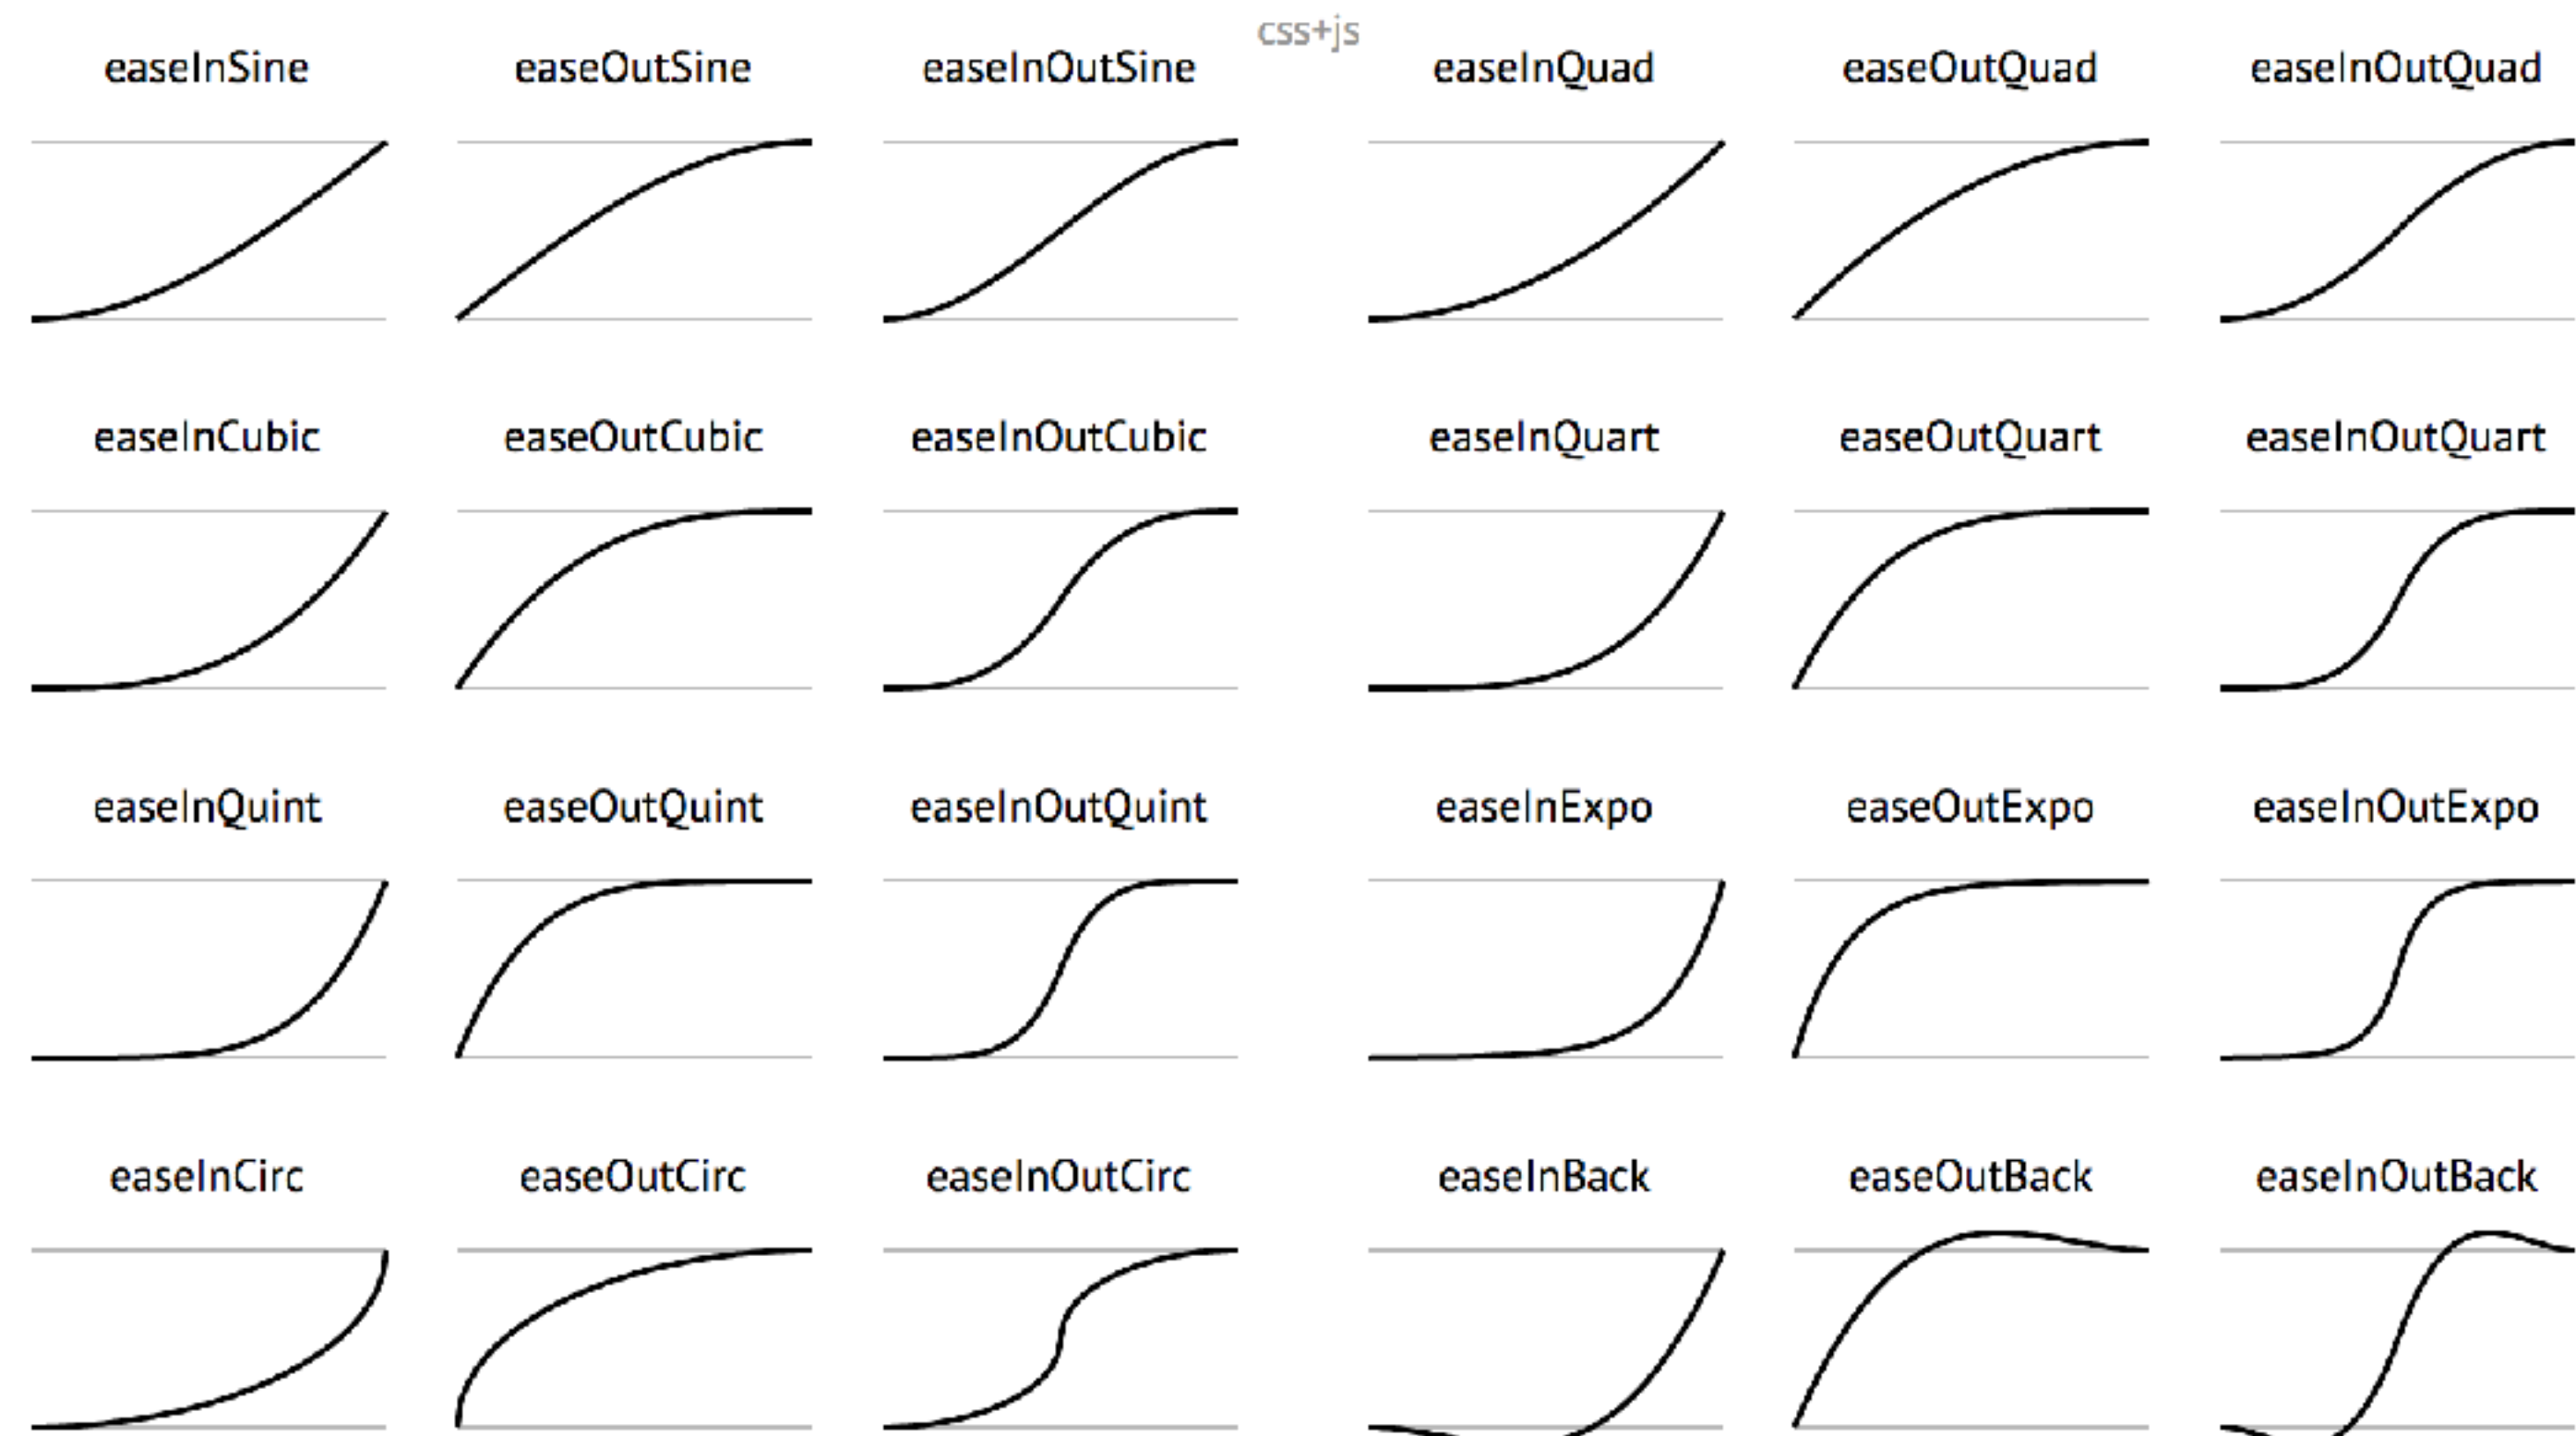 css+js
easeInSine easeOutSine easeInOutSine easeInQuad easeOutQuad easeInOutQuad
easeInCubic easeOutCubic easeInOutCubic easeInQuart easeOutQuart easeInOutQuart
easeInQuint easeOutQuint easeInOutQuint easeInExpo easeOutExpo easeInOutExpo
easeInCirc easeOutCirc easeInOutCirc easeInBack easeOutBack easeInOutBack